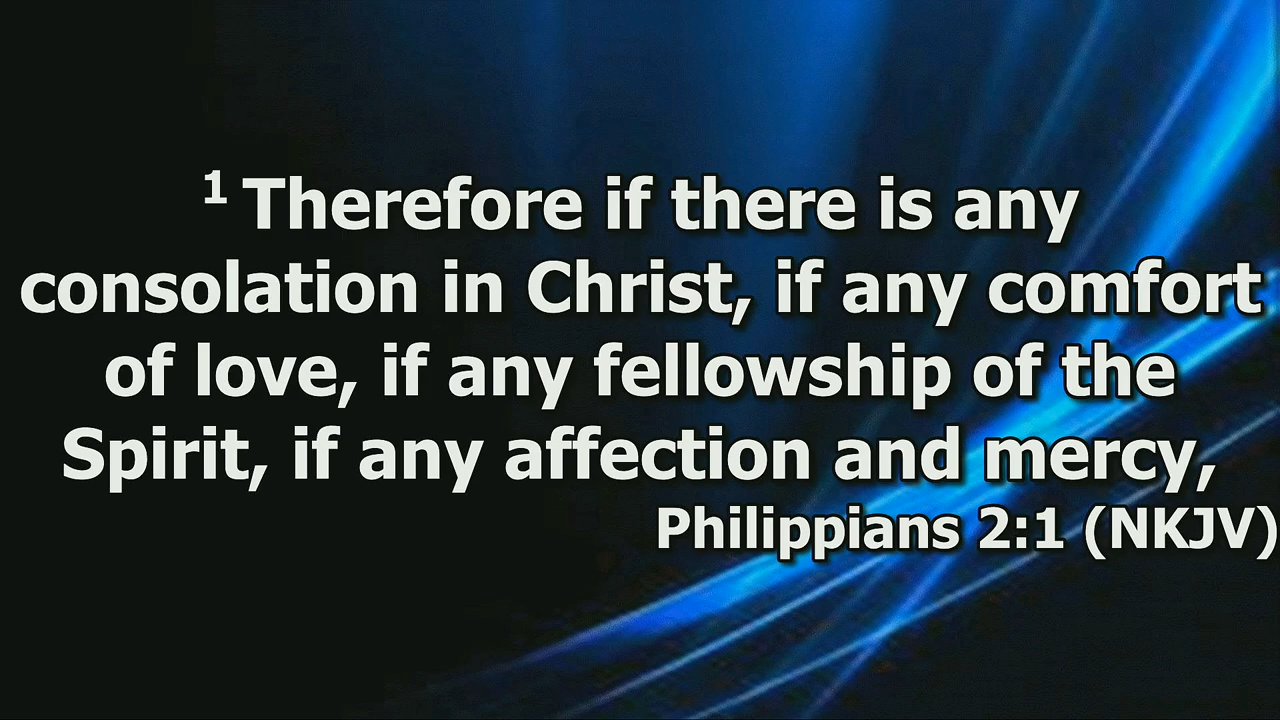 1 Therefore if there is any
consolation in Christ, if any comfort
of love, if any fellowship of the
Spirit, if any affection and mercy,
Philippians 2:1 (NKJV)